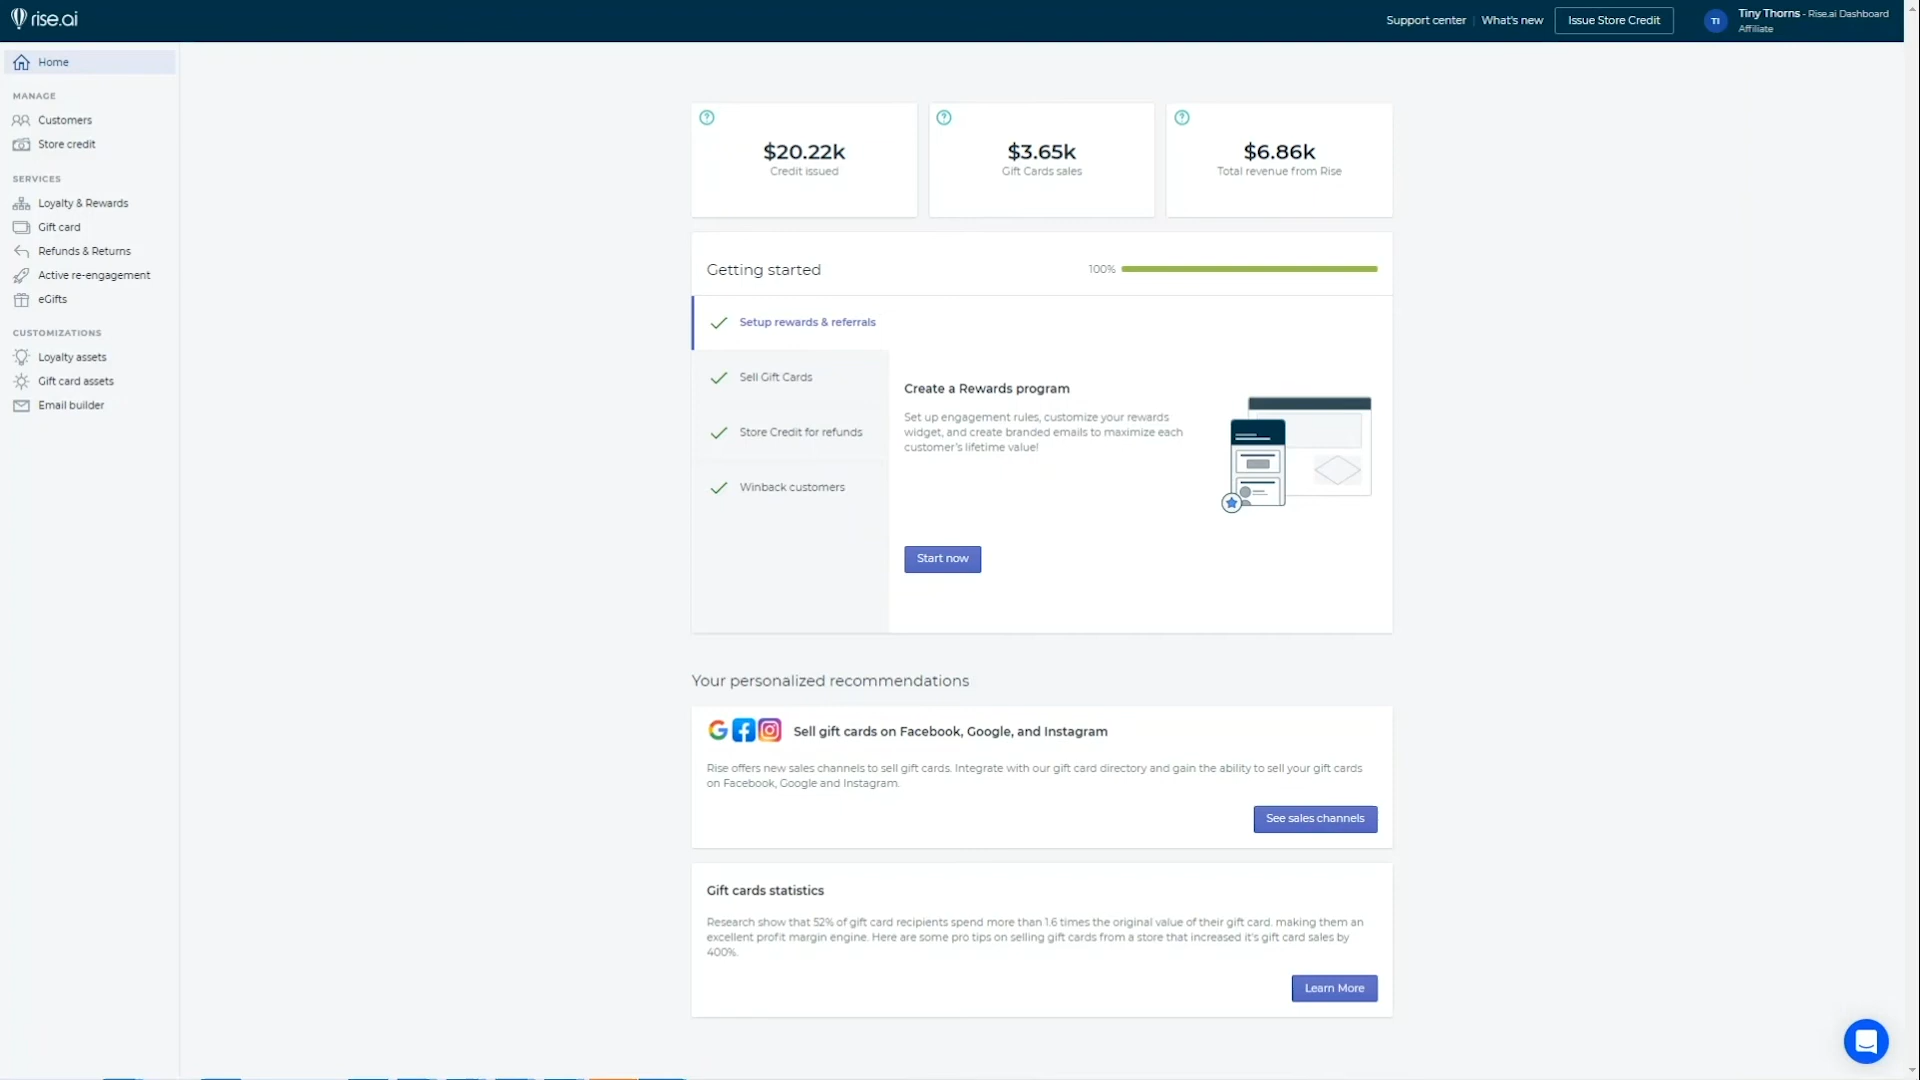 rise.ai
Support center
What's new
Issue Store Credit
TI
Tiny Thorns - Rise.ai Dashboard
Affiliate
Home
MANAGE
Customers
Store credit
SERVICES
Loyalty & Rewards
Gift card
Refunds & Returns
Active re-engagement
eGifts
CUSTOMIZATIONS
Loyalty assets
Gift card assets
Email builder
$20.22k
Credit issued
$3.65k
Gift Cards sales
$6.86k
Total revenue from Rise
Getting started
100%
Setup rewards & referrals
Sell Gift Cards
Store Credit for refunds
Winback customers
Create a Rewards program
Set up engagement rules, customize your rewards
widget, and create branded emails to maximize each
customer's lifetime value!
Start now
Your personalized recommendations
Sell gift cards on Facebook, Google, and Instagram
Rise offers new sales channels to sell gift cards. Integrate with our gift card directory and gain the ability to sell your gift cards
on Facebook, Google and Instagram.
See sales channels
Gift cards statistics
Research show that 52% of gift card recipients spend more than 1.6 times the original value of their gift card. making them an
excellent profit margin engine. Here are some pro tips on selling gift cards from a store that increased it's gift card sales by
400%.
Learn More